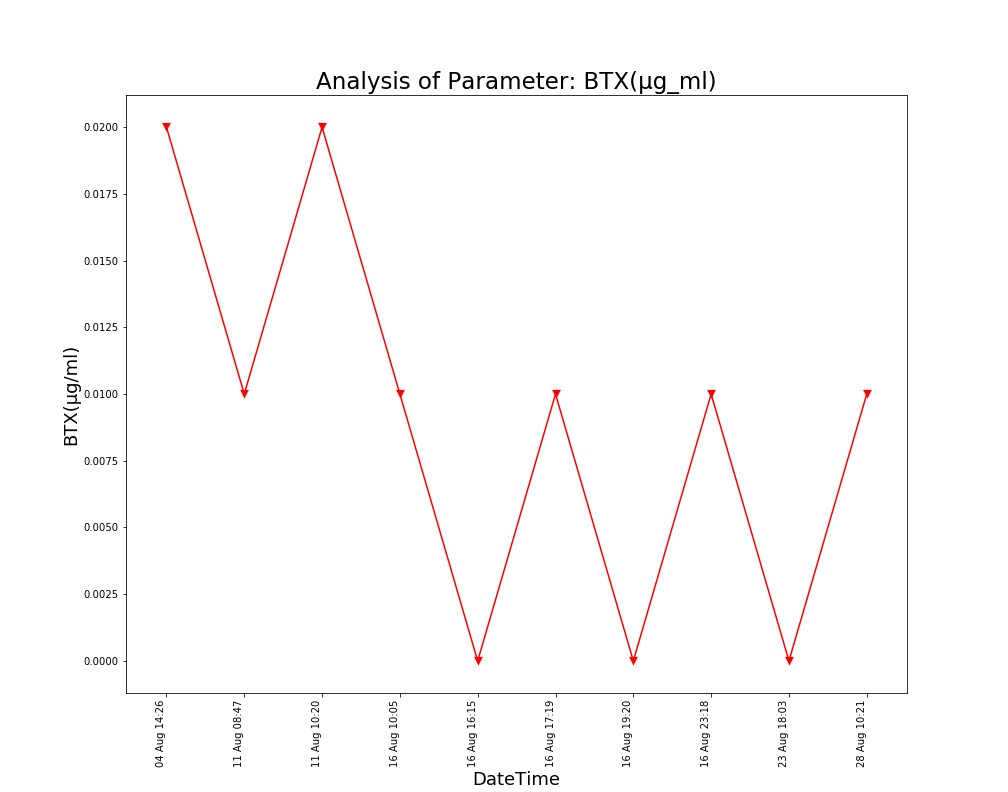 Analysis of Parameter: BTX(µg_ml)
BTX(µg/ml)
0.0200
0.0175
0.0150
0.0125
0.0100
0.0075
0.0050
0.0025
0.0000
04 Aug 14:26
11 Aug 08:47
11 Aug 10:20
16 Aug 10:05
16 Aug 16:15
16 Aug 17:19
16 Aug 19:20
16 Aug 23:18
23 Aug 18:03
28 Aug 10:21
DateTime